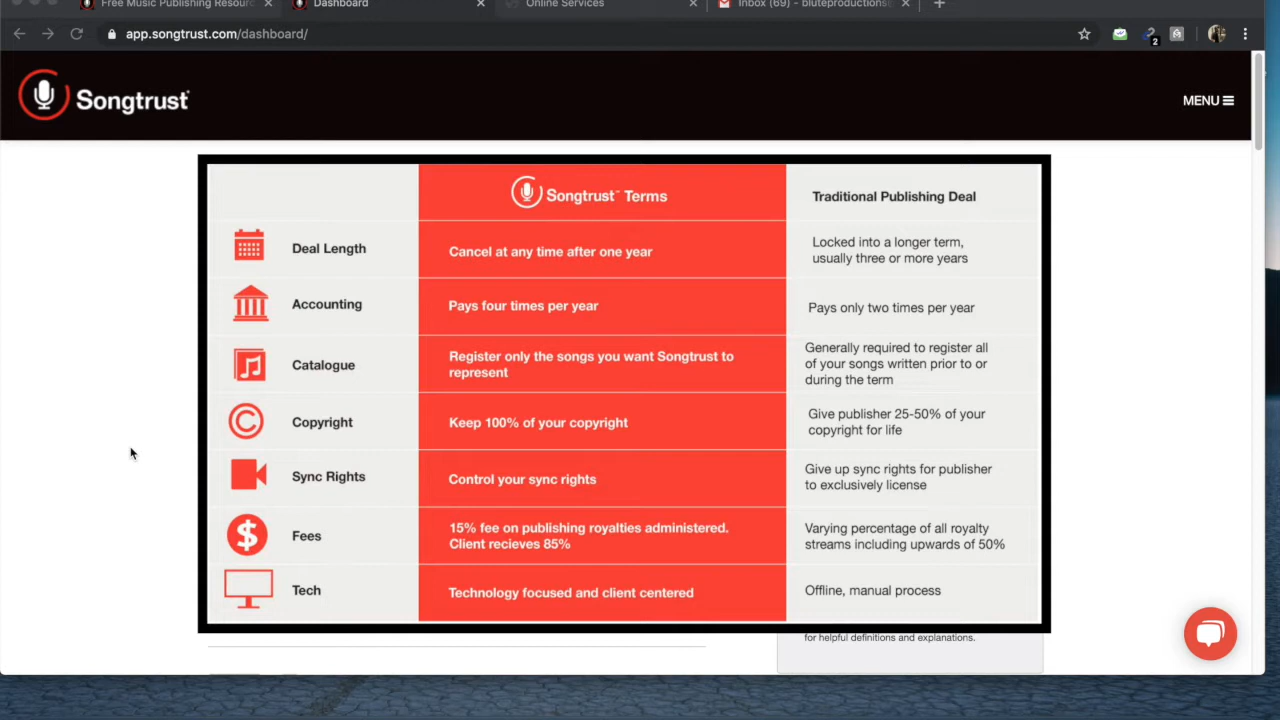 Free Music Publishing Resour
Dashboard
Online Services
Inbox (69) - bluteproductions
app.songtrust.com/dashboard/
2
Songtrust
MENU
Songtrust™ Terms
Traditional Publishing Deal
Deal Length
Cancel at any time after one year
Locked into a longer term,
usually three or more years
Accounting
Pays four times per year
Pays only two times per year
Catalogue
Register only the songs you want Songtrust to
represent
Generally required to register all
of your songs written prior to or
during the term
Copyright
Keep 100% of your copyright
Give publisher 25-50% of your
copyright for life
Sync Rights
Control your sync rights
Give up sync rights for publisher
to exclusively license
Fees
15% fee on publishing royalties administered.
Client recieves 85%
Varying percentage of all royalty
streams including upwards of 50%
Tech
Technology focused and client centered
Offline, manual process
for helpful definitions and explanations.